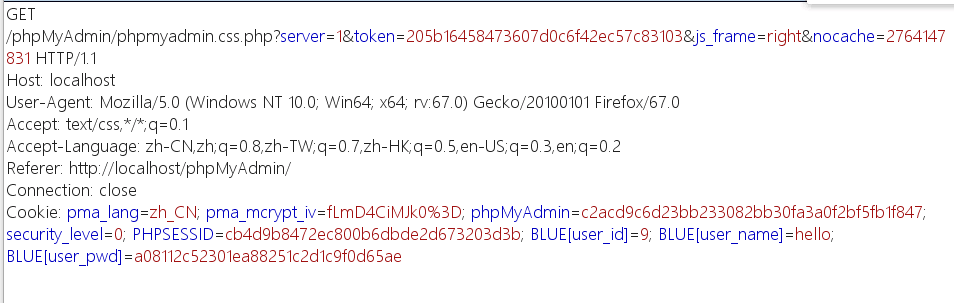 GET
/phpMyAdmin/phpmyadmin.css.php?server=1&token=205b16458473607d0c6f42ec57c83103&js_frame=right&nocache=2764147
831 HTTP/1.1
Host: localhost
User-Agent: Mozilla/5.0 (Windows NT 10.0; Win64; x64; rv:67.0) Gecko/20100101 Firefox/67.0
Accept: text/css,*/*;q=0.1
Accept-Language: zh-CN,zh;q=0.8,zh-TW;q=0.7,zh-HK;q=0.5,en-US;q=0.3,en;q=0.2
Referer: http://localhost/phpMyAdmin/
Connection: close
Cookie: pma_lang=zh_CN; pma_mcrypt_iv=fLmD4CiMJk0%3D; phpMyAdmin=c2acd9c6d23bb233082bb30fa3a0f2bf5fb1f847;
security_level=0; PHPSESSID=cb4d9b8472ec800b6dbde2d673203d3b; BLUE[user_id]=9; BLUE[user_name]=hello;
BLUE[user_pwd]=a08112c52301ea88251c2d1c9f0d65ae